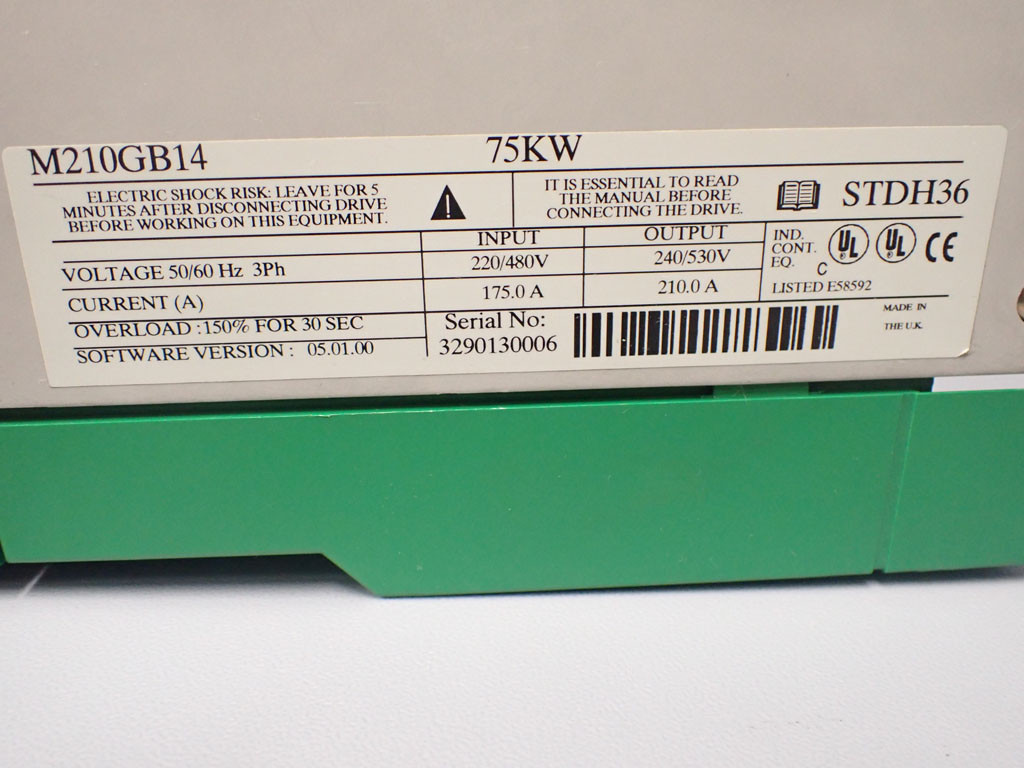 M210GB14 75KW
ELECTRIC SHOCK RISK: LEAVE FOR 5
MINUTES AFTER DISCONNECTING DRIVE
BEFORE WORKING ON THIS EQUIPMENT.
IT IS ESSENTIAL TO READ
THE MANUAL BEFORE
CONNECTING THE DRIVE.
STDH36
INPUT OUTPUT
VOLTAGE 50/60 Hz 3Ph 220/480V 240/530V
CURRENT (A) 175.0 A 210.0 A
IND.
CONT.
EQ.
C UL UL CE
LISTED E58592
OVERLOAD :150% FOR 30 SEC
SOFTWARE VERSION : 05.01.00
Serial No:
3290130006
MADE IN
THE U.K.